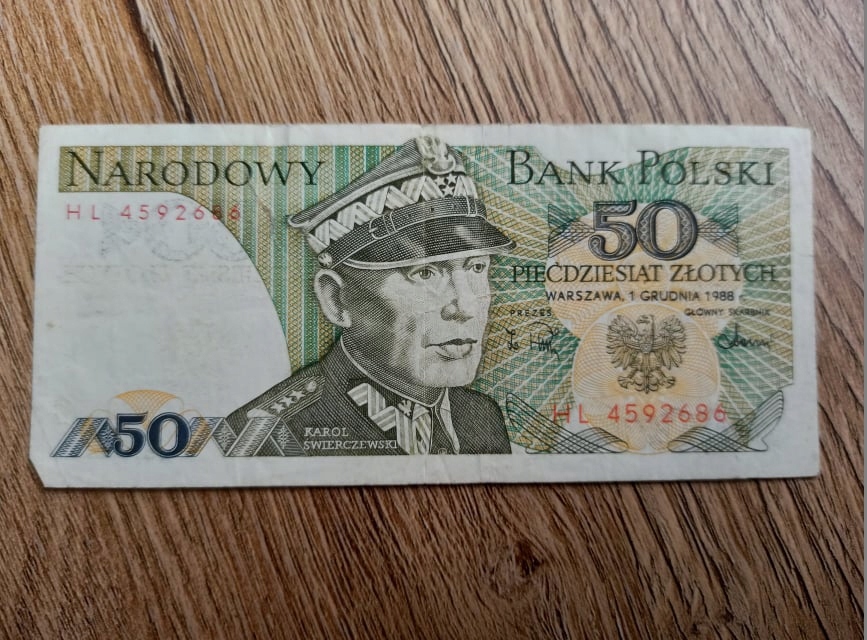 NARODOWY BANK POLSKI
HL 4592686
50
PIĘĆDZIESIĄT ZŁOTYCH
WARSZAWA, 1 GRUDNIA 1988 r.
PREZES GŁÓWNY SKARBNIK
HL 4592686
50
KAROL
ŚWIERCZEWSKI